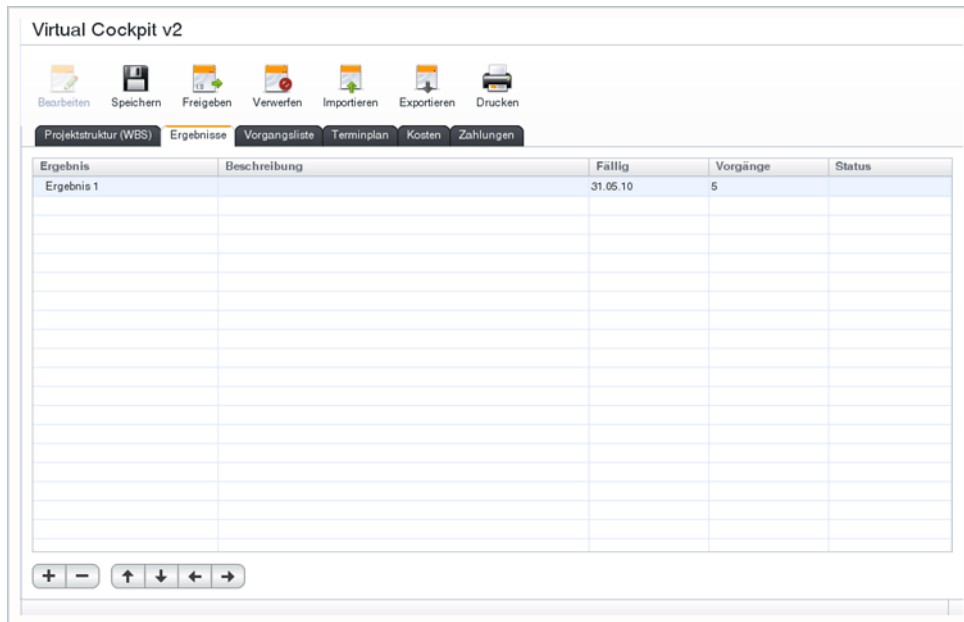 Virtual Cockpit v2
Bearbeiten Speichern Freigeben Verwerfen Importieren Exportieren Drucken
Projektstruktur (WBS) Ergebnisse Vorgangsliste Terminplan Kosten Zahlungen
Ergebnis Beschreibung Fällig Vorgänge Status
Ergebnis 1 31.05.10 5